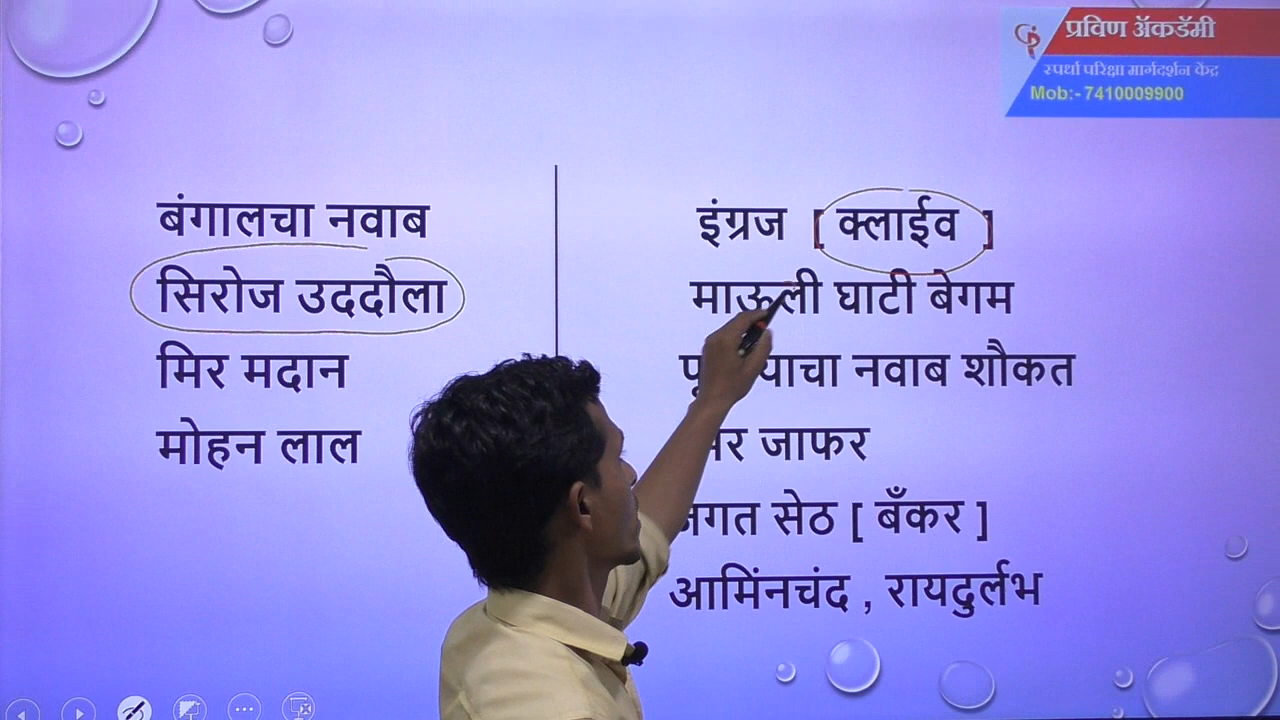 प्रविण ॲकडॅमी
स्पर्धा परिक्षा मार्गदर्शन केंद्र
Mob:- 7410009900
बंगालचा नवाब
सिरोज उददौला
मिर मदान
मोहन लाल
इंग्रज [ क्लाईव ]
माऊली घाटी बेगम
नवाब शौकत
जाफर
सेठ [ बँकर ]
आमिंनचंद , रायदुर्लभ